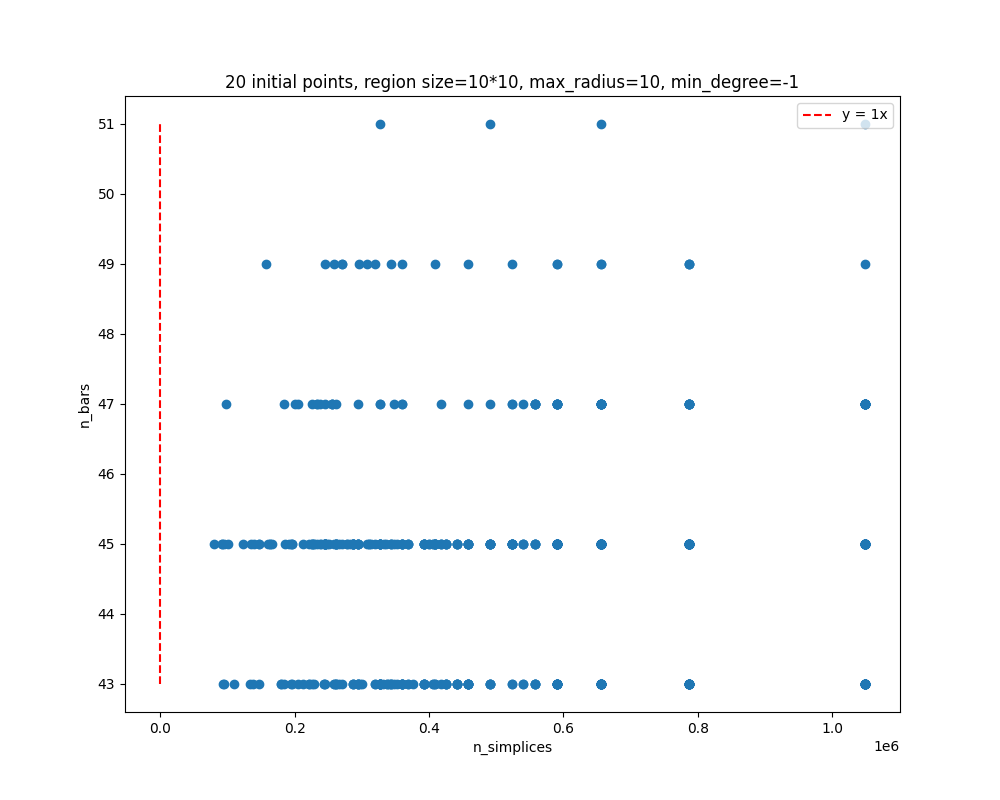 20 initial points, region size=10*10, max_radius=10, min_degree=-1
y = 1x
51
50
49
48
47
46
45
44
43
n_bars
0.0 0.2 0.4 0.6 0.8 1.0
n_simplices
1e6